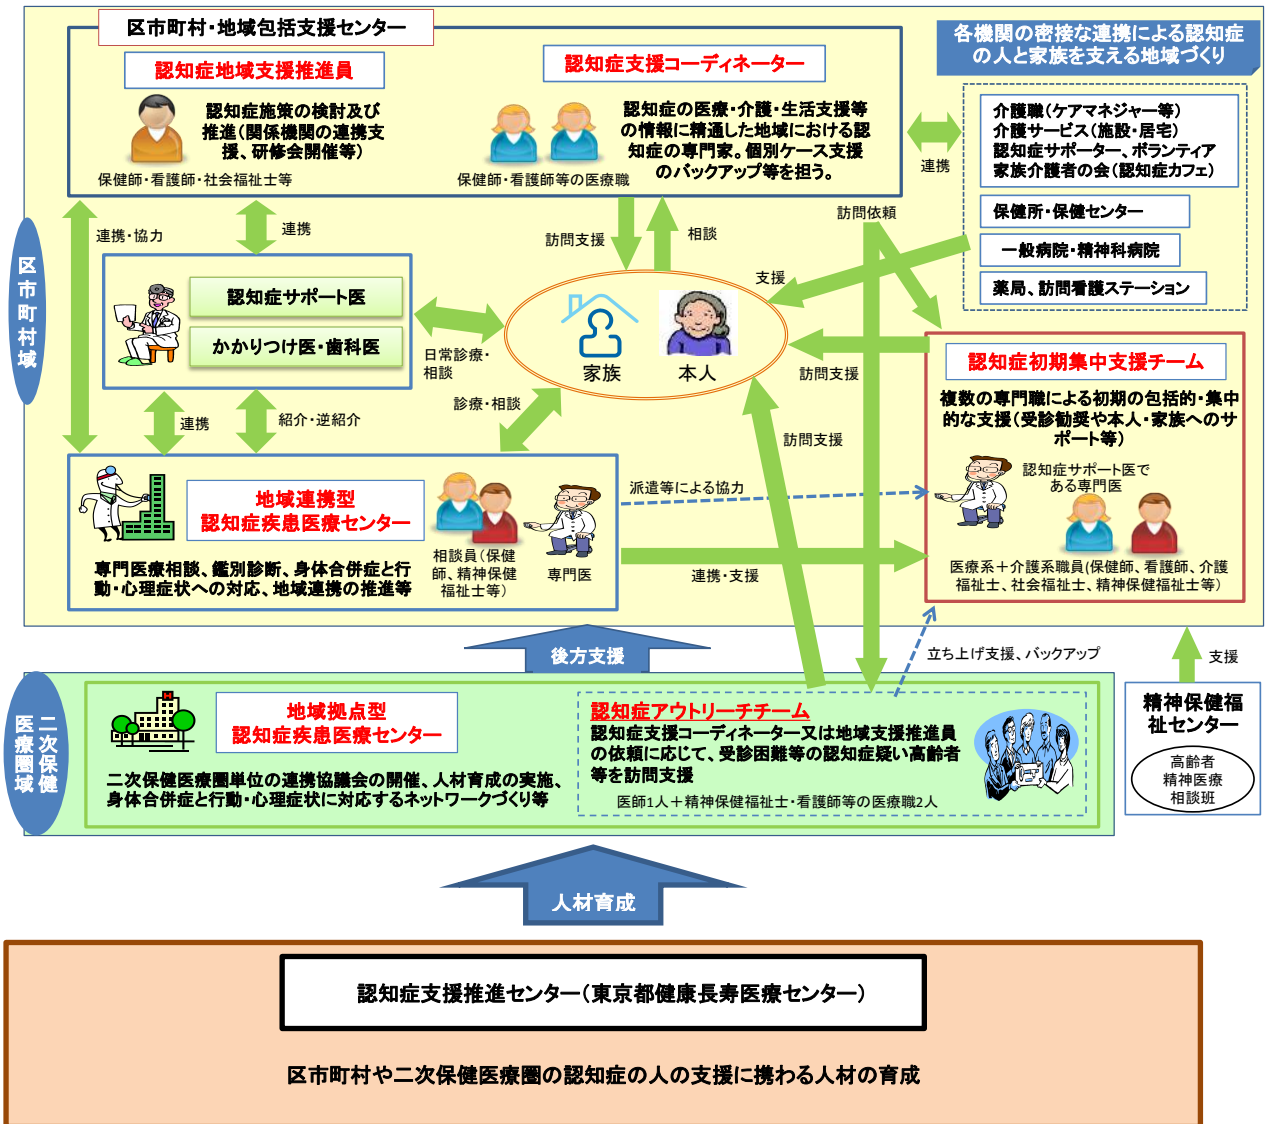 区市町村・地域包括支援センター
認知症地域支援推進員
認知症施策の検討及び
推進(関係機関の連携支
援、研修会開催等)
保健師・看護師・社会福祉士等
認知症支援コーディネーター
認知症の医療・介護・生活支援等
の情報に精通した地域における認
知症の専門家。個別ケース支援
のバックアップ等を担う。
保健師・看護師等の医療職
各機関の密接な連携による認知症
の人と家族を支える地域づくり
介護職(ケアマネジャー等)
介護サービス(施設・居宅)
認知症サポーター、ボランティア
家族介護者の会(認知症カフェ)
保健所・保健センター
一般病院・精神科病院
薬局、訪問看護ステーション
連携
連携・協力
連携
訪問支援
相談
訪問依頼
支援
区市町村域
認知症サポート医
かかりつけ医・歯科医
日常診療・
相談
家族
本人
訪問支援
認知症初期集中支援チーム
複数の専門職による初期の包括的・集中
的な支援(受診勧奨や本人・家族へのサ
ポート等)
認知症サポート医で
ある専門医
医療系+介護系職員(保健師、看護師、介護
福祉士、社会福祉士、精神保健福祉士等)
連携
紹介・逆紹介
診療・相談
訪問支援
地域連携型
認知症疾患医療センター
専門医療相談、鑑別診断、身体合併症と行
動・心理症状への対応、地域連携の推進等
相談員(保健
師、精神保健
福祉士等)
専門医
派遣等による協力
連携・支援
後方支援
立ち上げ支援、バックアップ
支援
二次保健
医療圏域
地域拠点型
認知症疾患医療センター
二次保健医療圏単位の連携協議会の開催、人材育成の実施、
身体合併症と行動・心理症状に対応するネットワークづくり等
認知症アウトリーチチーム
認知症支援コーディネーター又は地域支援推進員
の依頼に応じて、受診困難等の認知症疑い高齢者
等を訪問支援
医師1人+精神保健福祉士・看護師等の医療職2人
精神保健福
祉センター
高齢者
精神医療
相談班
人材育成
認知症支援推進センター(東京都健康長寿医療センター)
区市町村や二次保健医療圏の認知症の人の支援に携わる人材の育成